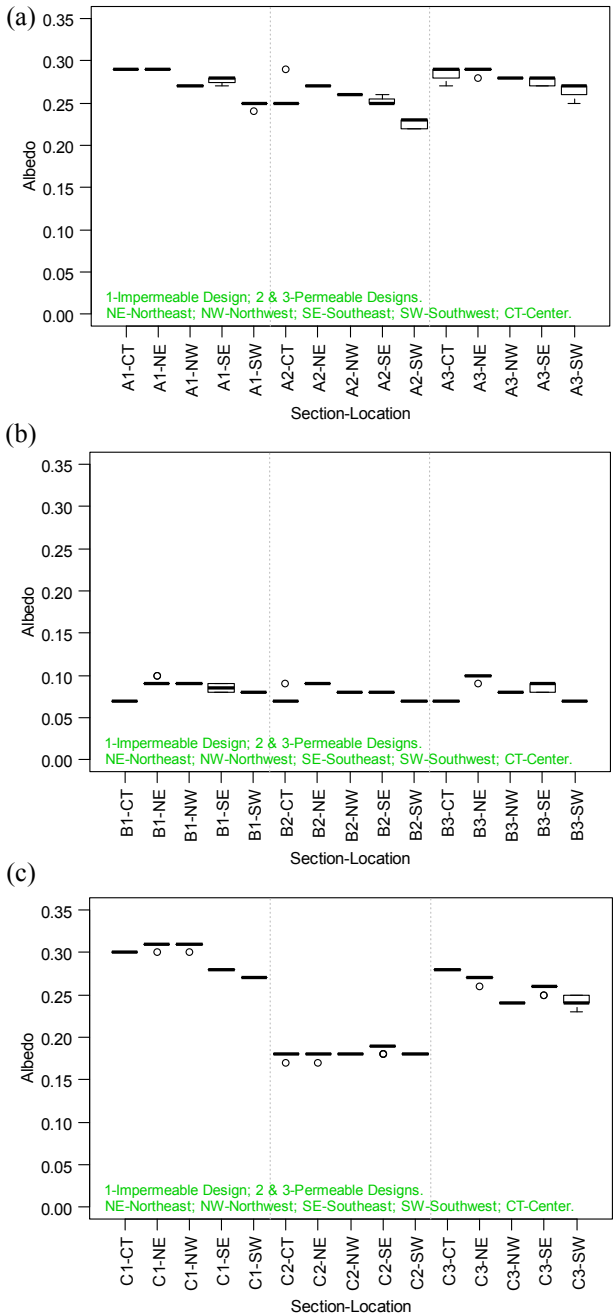 (a)
0.35
0.30
0.25
0.20
0.15
0.10
0.05
0.00
Albedo
1-Impermeable Design; 2 & 3-Permeable Designs.
NE-Northeast; NW-Northwest; SE-Southeast; SW-Southwest; CT-Center.
A1-CT A1-NE A1-NW A1-SE A1-SW A2-CT A2-NE A2-NW A2-SE A2-SW A3-CT A3-NE A3-NW A3-SE A3-SW
Section-Location
(b)
0.35
0.30
0.25
0.20
0.15
0.10
0.05
0.00
Albedo
1-Impermeable Design; 2 & 3-Permeable Designs.
NE-Northeast; NW-Northwest; SE-Southeast; SW-Southwest; CT-Center.
B1-CT B1-NE B1-NW B1-SE B1-SW B2-CT B2-NE B2-NW B2-SE B2-SW B3-CT B3-NE B3-NW B3-SE B3-SW
Section-Location
(c)
0.35
0.30
0.25
0.20
0.15
0.10
0.05
0.00
Albedo
1-Impermeable Design; 2 & 3-Permeable Designs.
NE-Northeast; NW-Northwest; SE-Southeast; SW-Southwest; CT-Center.
C1-CT C1-NE C1-NW C1-SE C1-SW C2-CT C2-NE C2-NW C2-SE C2-SW C3-CT C3-NE C3-NW C3-SE C3-SW
Section-Location